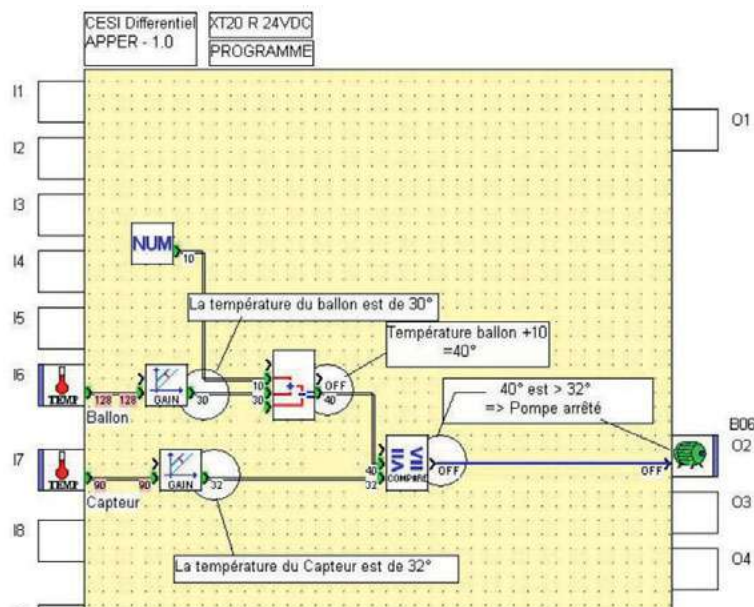 CESI Differentiel
APPER - 1.0
XT20 R 24VDC
PROGRAMME
I1
O1
I2
I3
NUM
I4
10
La température du ballon est de 30°
I5
Température ballon +10
=40°
I6
TEMP
128
128
GAIN
30
10
30
OFF
40
40° est > 32°
=> Pompe arrêté
Ballon
B06
O2
I7
TEMP
90
90
GAIN
32
40
32
COMPARE
OFF
OFF
Capteur
O3
I8
La température du Capteur est de 32°
O4